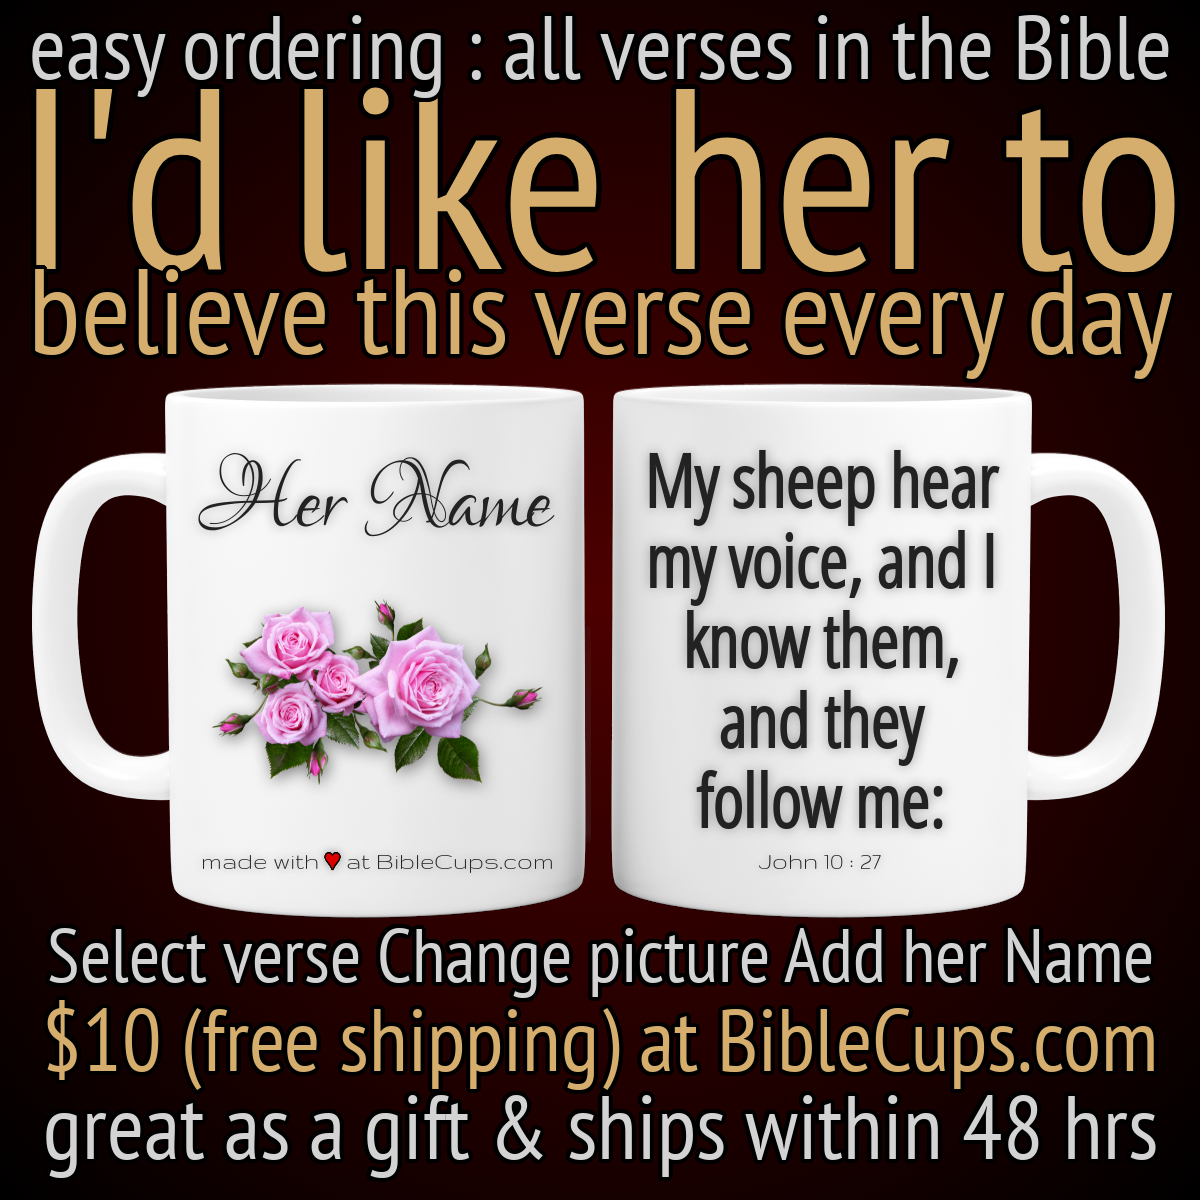 easy ordering : all verses in the Bible
I'd like her to
believe this verse every day
Her Name
made with ♥ at BibleCups.com
My sheep hear
my voice, and I
know them,
and they
follow me:
John 10 : 27
Select verse Change picture Add her Name
$10 (free shipping) at BibleCups.com
great as a gift & ships within 48 hrs